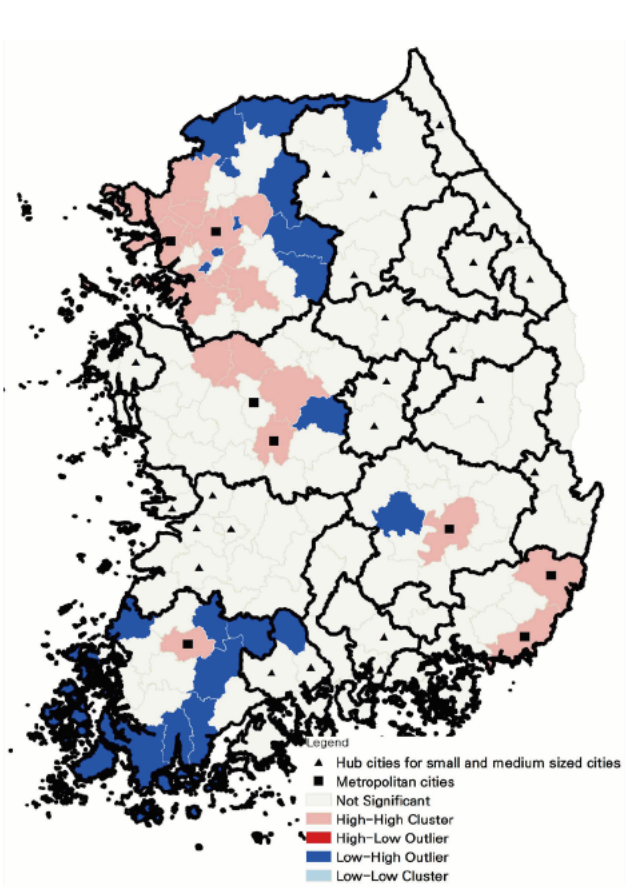 Legend
Hub cities for small and medium sized cities
Metropolitan cities
Not Significant
High-High Cluster
High-Low Outlier
Low-High Outlier
Low-Low Cluster